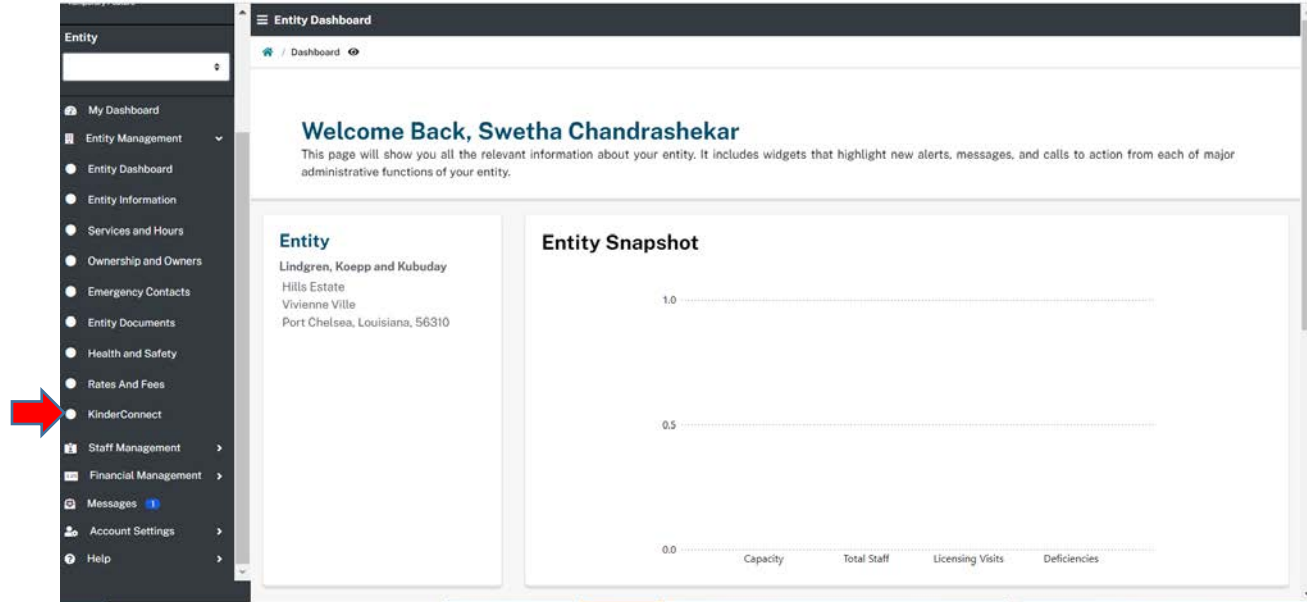 Entity
My Dashboard
Entity Management
Entity Dashboard
Entity Information
Services and Hours
Ownership and Owners
Emergency Contacts
Entity Documents
Health and Safety
Rates And Fees
KinderConnect
Staff Management
Financial Management
Messages 1
Account Settings
Help
Entity Dashboard
/ Dashboard
Welcome Back, Swetha Chandrashekar
This page will show you all the relevant information about your entity. It includes widgets that highlight new alerts, messages, and calls to action from each of major
administrative functions of your entity.
Entity
Lindgren, Koepp and Kubuday
Hills Estate
Vivienne Ville
Port Chelsea, Louisiana, 56310
Entity Snapshot
1.0
0.5
0.0
Capacity Total Staff Licensing Visits Deficiencies